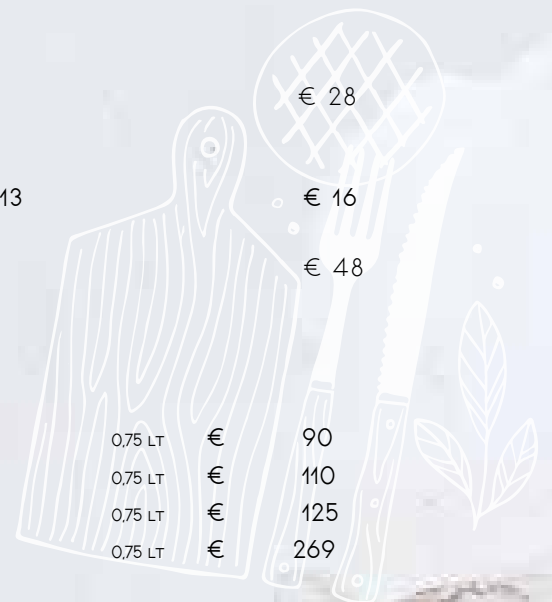 € 28
13 € 16
€ 48
0,75 LT € 90
0,75 LT € 110
0,75 LT € 125
0,75 LT € 269